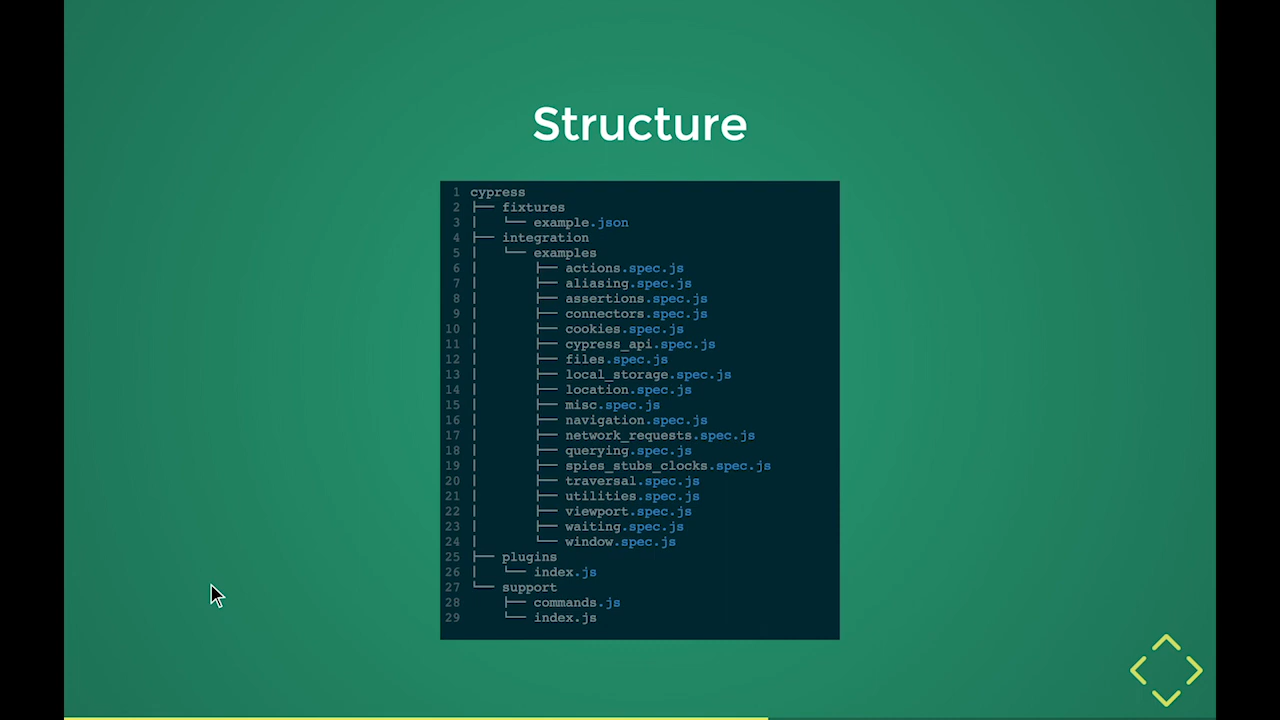 Structure
1 cypress
2 ├── fixtures
3 │   └── example.json
4 ├── integration
5 │   └── examples
6 │       ├── actions.spec.js
7 │       ├── aliasing.spec.js
8 │       ├── assertions.spec.js
9 │       ├── connectors.spec.js
10 │       ├── cookies.spec.js
11 │       ├── cypress_api.spec.js
12 │       ├── files.spec.js
13 │       ├── local_storage.spec.js
14 │       ├── location.spec.js
15 │       ├── misc.spec.js
16 │       ├── navigation.spec.js
17 │       ├── network_requests.spec.js
18 │       ├── querying.spec.js
19 │       ├── spies_stubs_clocks.spec.js
20 │       ├── traversal.spec.js
21 │       ├── utilities.spec.js
22 │       ├── viewport.spec.js
23 │       ├── waiting.spec.js
24 │       └── window.spec.js
25 ├── plugins
26 │   └── index.js
27 └── support
28     ├── commands.js
29     └── index.js